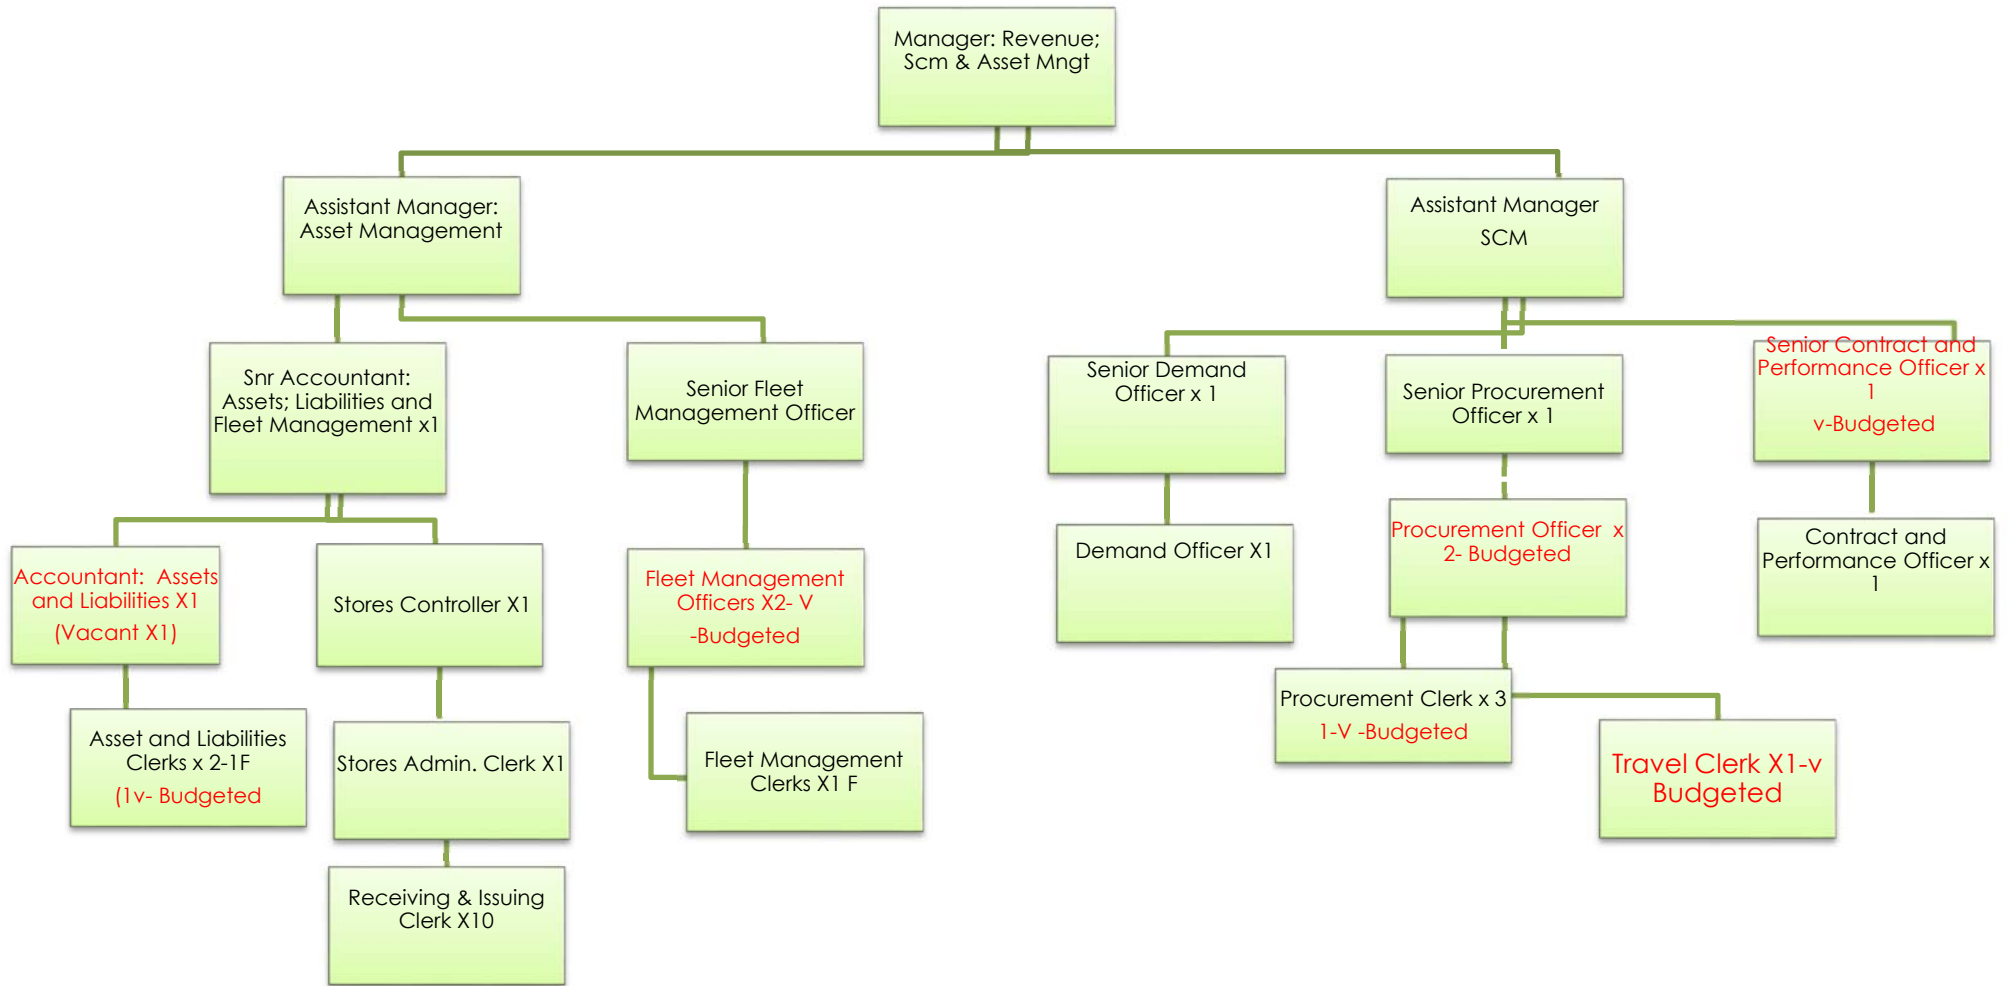 Manager: Revenue;
Scm & Asset Mngt
Assistant Manager:
Asset Management
Assistant Manager
SCM
Snr Accountant:
Assets; Liabilities and
Fleet Management x1
Senior Fleet
Management Officer
Senior Demand
Officer x 1
Senior Procurement
Officer x 1
Senior Contract and
Performance Officer x
1
v-Budgeted
Accountant: Assets
and Liabilities X1
(Vacant X1)
Stores Controller X1
Fleet Management
Officers X2- V
-Budgeted
Demand Officer X1
Procurement Officer x
2- Budgeted
Contract and
Performance Officer x
1
Asset and Liabilities
Clerks x 2-1F
(1v- Budgeted
Stores Admin. Clerk X1
Fleet Management
Clerks X1 F
Procurement Clerk x 3
1-V -Budgeted
Travel Clerk X1-v
Budgeted
Receiving & Issuing
Clerk X10